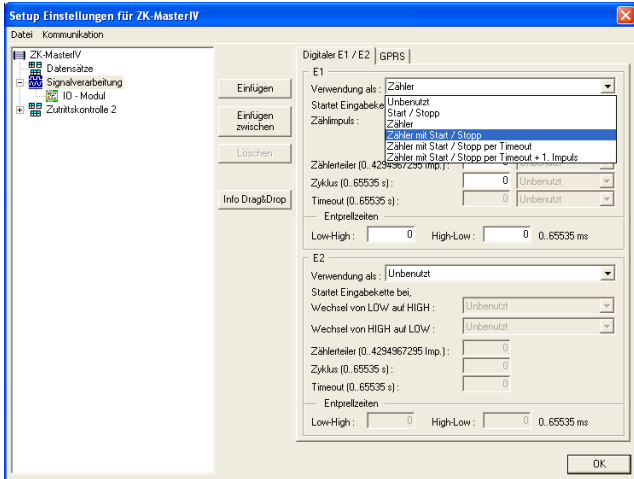 Setup Einstellungen für ZK-MasterIV
Datei Kommunikation
ZK-MasterIV
Datensätze
Signalverarbeitung
IO - Modul
Zutrittskontrolle 2
Einfügen
Einfügen
zwischen
Löschen
Info Drag&Drop
Digitaler E1 / E2 GPRS
E1
Verwendung als : Zähler
Startet Eingabeke
Unbenutzt
Start / Stopp
Zählimpuls :
Zähler
Zähler mit Start / Stopp
Zähler mit Start / Stopp per Timeout
Zähler mit Start / Stopp per Timeout + 1. Impuls
Zählerteiler (0..4294967295 Imp.) :
Zyklus (0..65535 s) : 0 Unbenutzt
Timeout (0..65535 s) : 0 Unbenutzt
Entprellzeiten
Low-High : 0 High-Low : 0 0..65535 ms
E2
Verwendung als : Unbenutzt
Startet Eingabekette bei,
Wechsel von LOW auf HIGH : Unbenutzt
Wechsel von HIGH auf LOW : Unbenutzt
Zählerteiler (0..4294967295 Imp.) : 0
Zyklus (0..65535 s) : 0
Timeout (0..65535 s) : 0
Entprellzeiten
Low-High : 0 High-Low : 0 0..65535 ms
OK